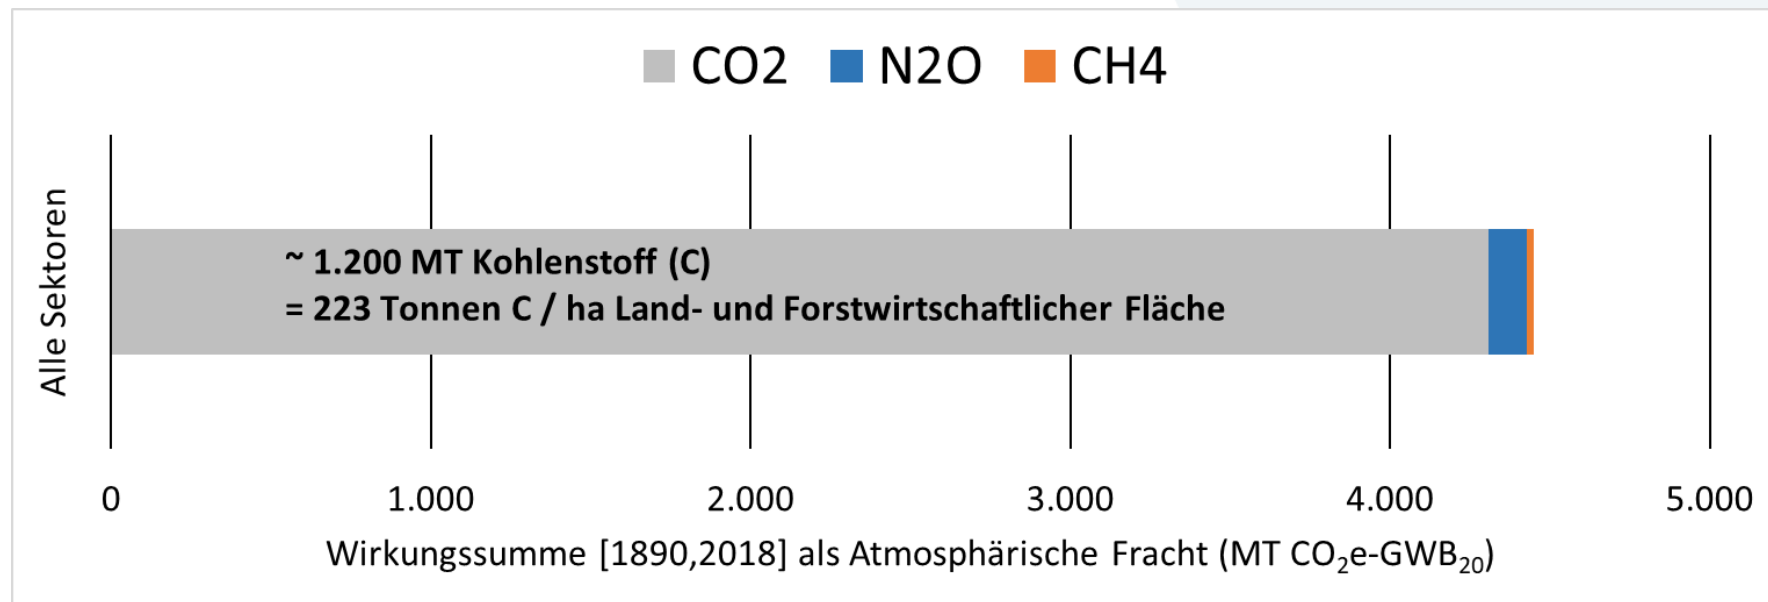 CO2 N2O CH4
Alle Sektoren
~ 1.200 MT Kohlenstoff (C)
= 223 Tonnen C / ha Land- und Forstwirtschaftlicher Fläche
0 1.000 2.000 3.000 4.000 5.000
Wirkungssumme [1890,2018] als Atmosphärische Fracht (MT CO₂e-GWB₂₀)